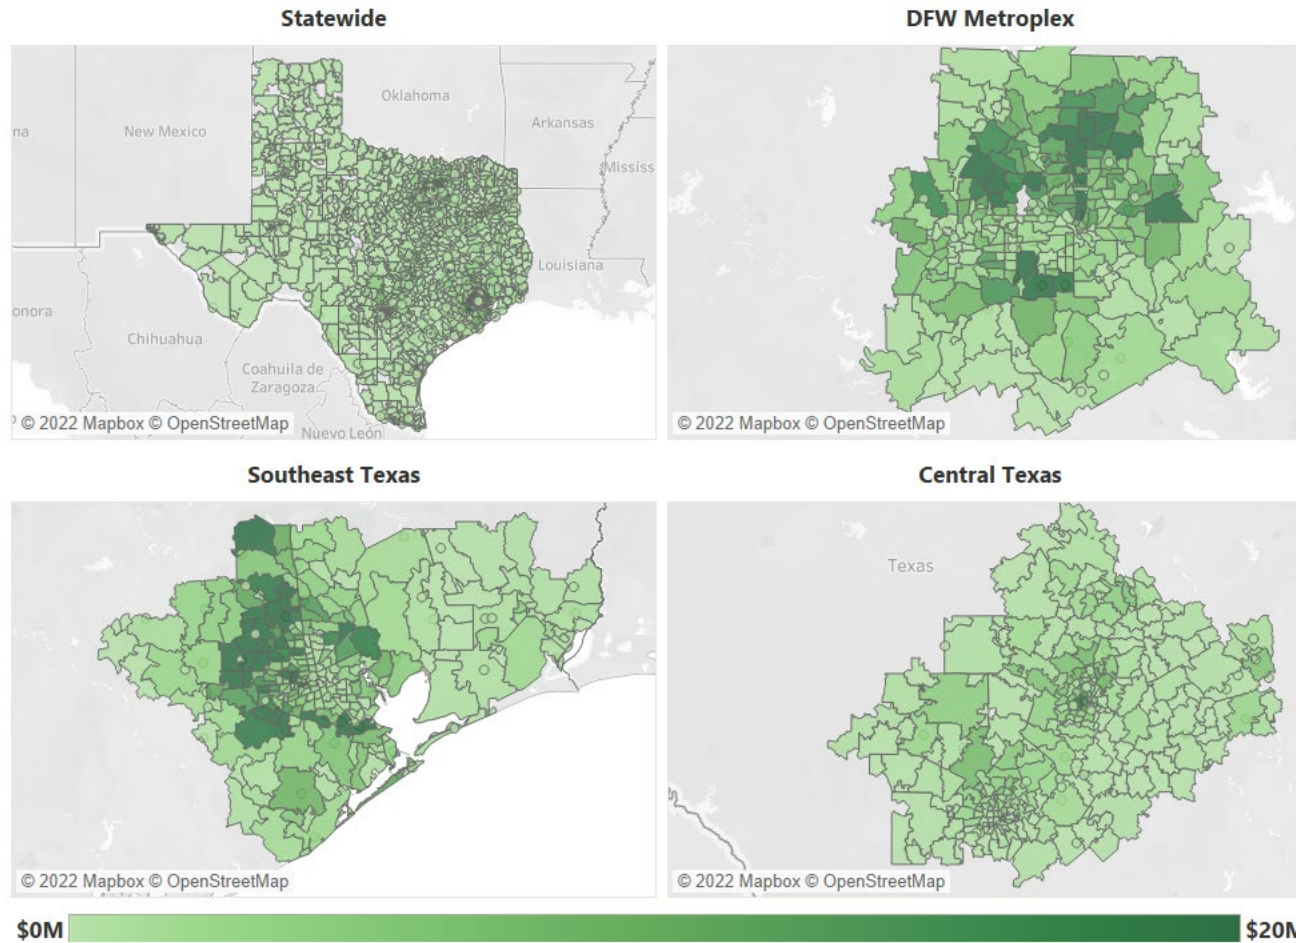 Statewide
DFW Metroplex
Oklahoma
na
New Mexico
Arkansas
Mississ
Louisiana
onora
Chihuahua
Coahuila de
Zaragoza
© 2022 Mapbox © OpenStreetMap
Nuevo León
© 2022 Mapbox © OpenStreetMap
Southeast Texas
Central Texas
Texas
© 2022 Mapbox © OpenStreetMap
© 2022 Mapbox © OpenStreetMap
$0M
$20M